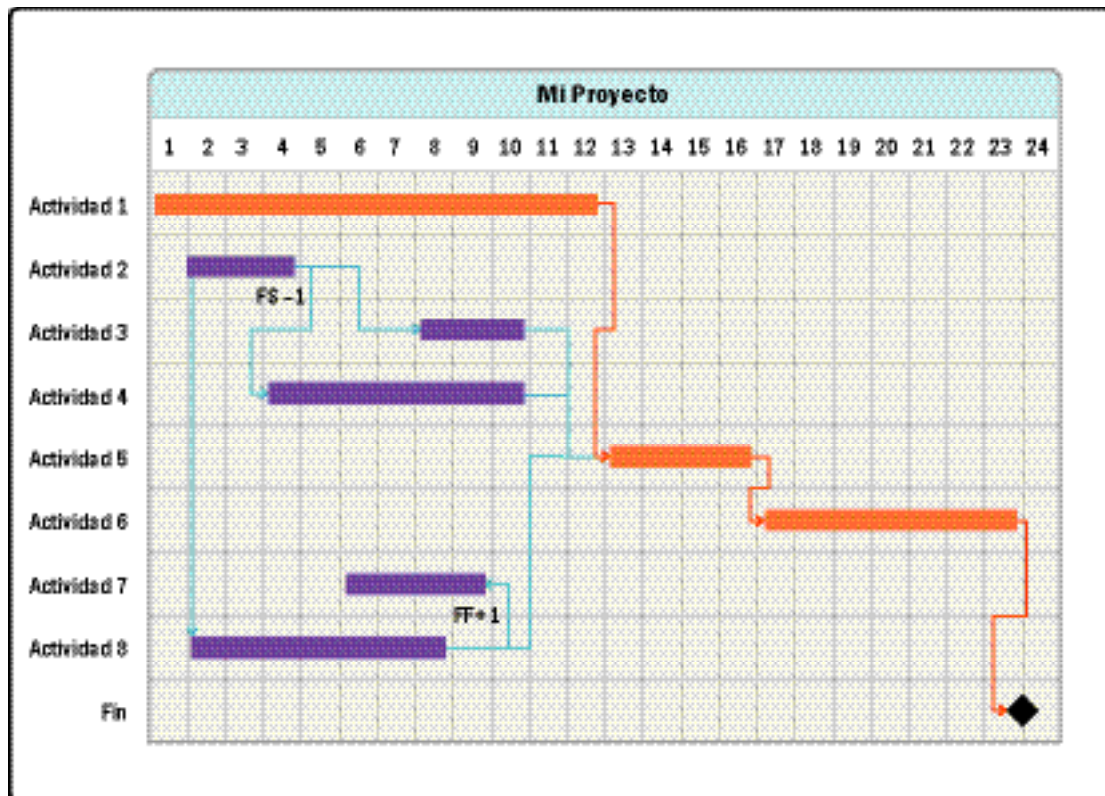 Mi Proyecto
1 2 3 4 5 6 7 8 9 10 11 12 13 14 15 16 17 18 19 20 21 22 23 24
Actividad 1
Actividad 2
FS -1
Actividad 3
Actividad 4
Actividad 5
Actividad 6
Actividad 7
FF+1
Actividad 8
Fin